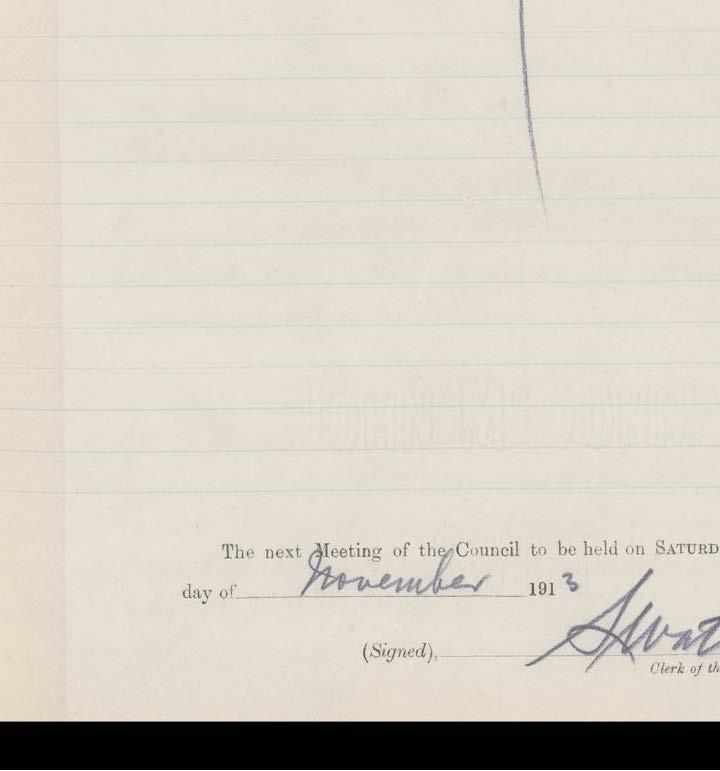 The next Meeting of the Council to be held on SATURD
day of November 1913
(Signed),
Clerk of th